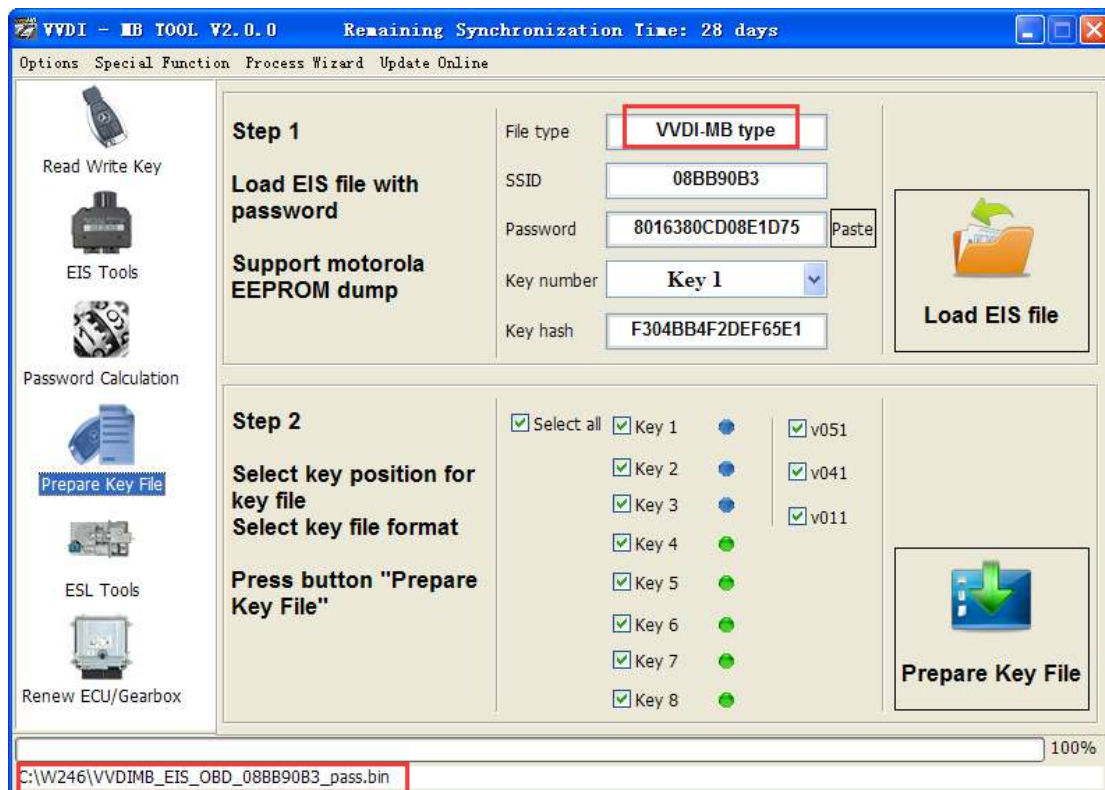 VVDI - MB TOOL V2.0.0 Remaining Synchronization Time: 28 days
Options Special Function Process Wizard Update Online
Read Write Key
EIS Tools
Password Calculation
Prepare Key File
ESL Tools
Renew ECU/Gearbox
Step 1
Load EIS file with
password
Support motorola
EEPROM dump
File type VVDI-MB type
SSID 08BB90B3
Password 8016380CD08E1D75 Paste
Key number Key 1
Key hash F304BB4F2DEF65E1
Load EIS file
Step 2
Select key position for
key file
Select key file format
Press button "Prepare
Key File"
Select all Key 1 v051
Key 2 v041
Key 3 v011
Key 4
Key 5
Key 6
Key 7
Key 8
Prepare Key File
100%
C:\W246\VVDIMB_EIS_OBD_08BB90B3_pass.bin